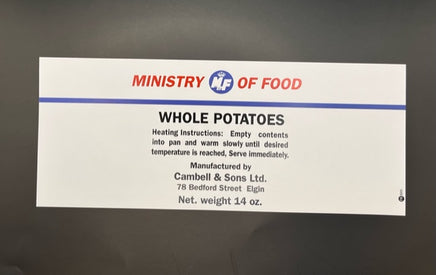 MINISTRY MF OF FOOD
WHOLE POTATOES
Heating Instructions: Empty contents
into pan and warm slowly until desired
temperature is reached, Serve immediately.
Manufactured by
Cambell & Sons Ltd.
78 Bedford Street Elgin
Net. weight 14 oz.